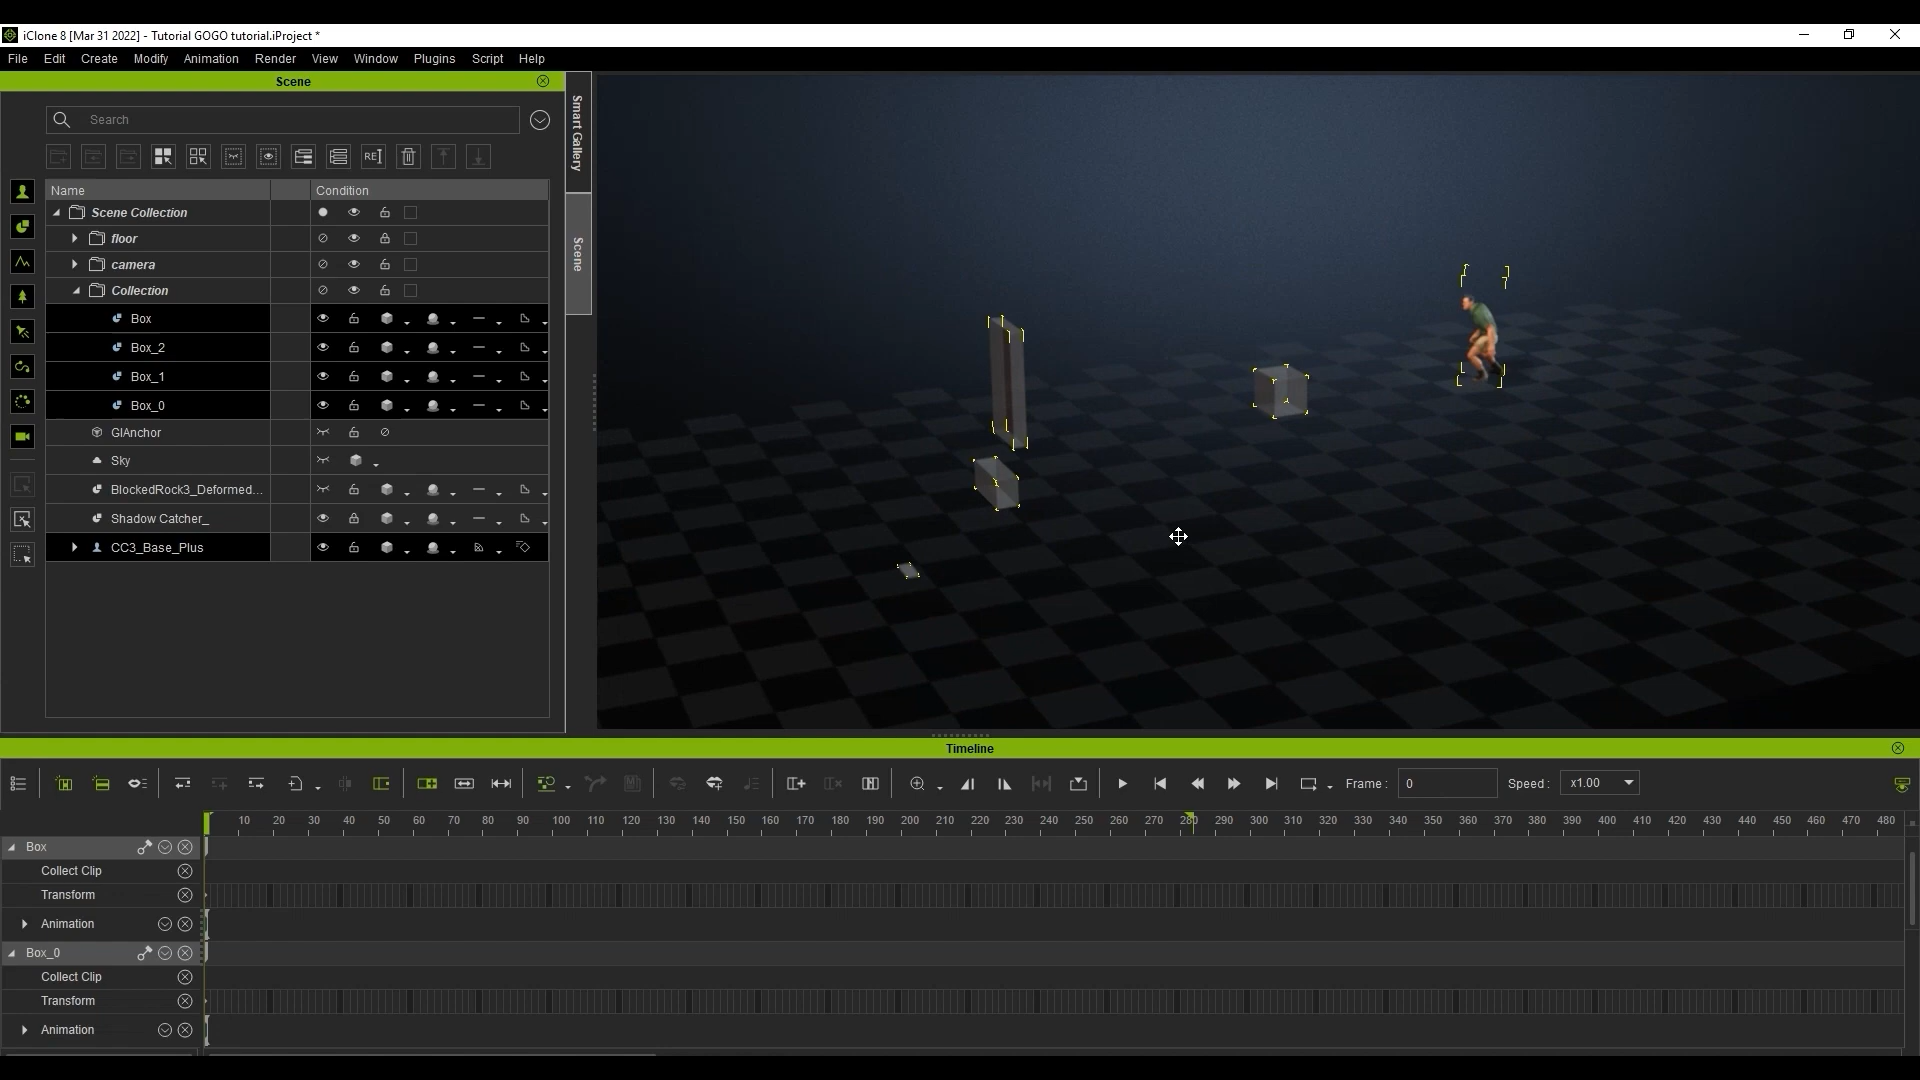 iClone 8 [Mar 31 2022] - Tutorial GOGO tutorial.iProject *
File Edit Create Modify Animation Render View Window Plugins Script Help
Scene
Smart Gallery
Scene
Search
REI
Name Condition
Scene Collection
floor
camera
Collection
Box
Box_2
Box_1
Box_0
GIAnchor
Sky
BlockedRock3_Deformed...
Shadow Catcher_
CC3_Base_Plus
Timeline
Frame : 0 Speed : x1.00
10 20 30 40 50 60 70 80 90 100 110 120 130 140 150 160 170 180 190 200 210 220 230 240 250 260 270 280 290 300 310 320 330 340 350 360 370 380 390 400 410 420 430 440 450 460 470 480
Box
Collect Clip
Transform
Animation
Box_0
Collect Clip
Transform
Animation